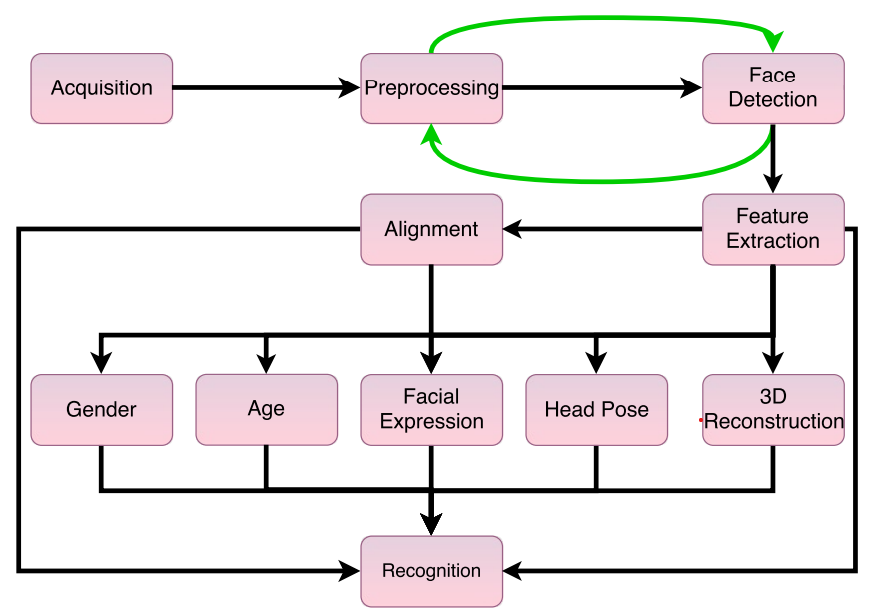 Acquisition
Preprocessing
Face
Detection
Alignment
Feature
Extraction
Gender
Age
Facial
Expression
Head Pose
3D
Reconstruction
Recognition